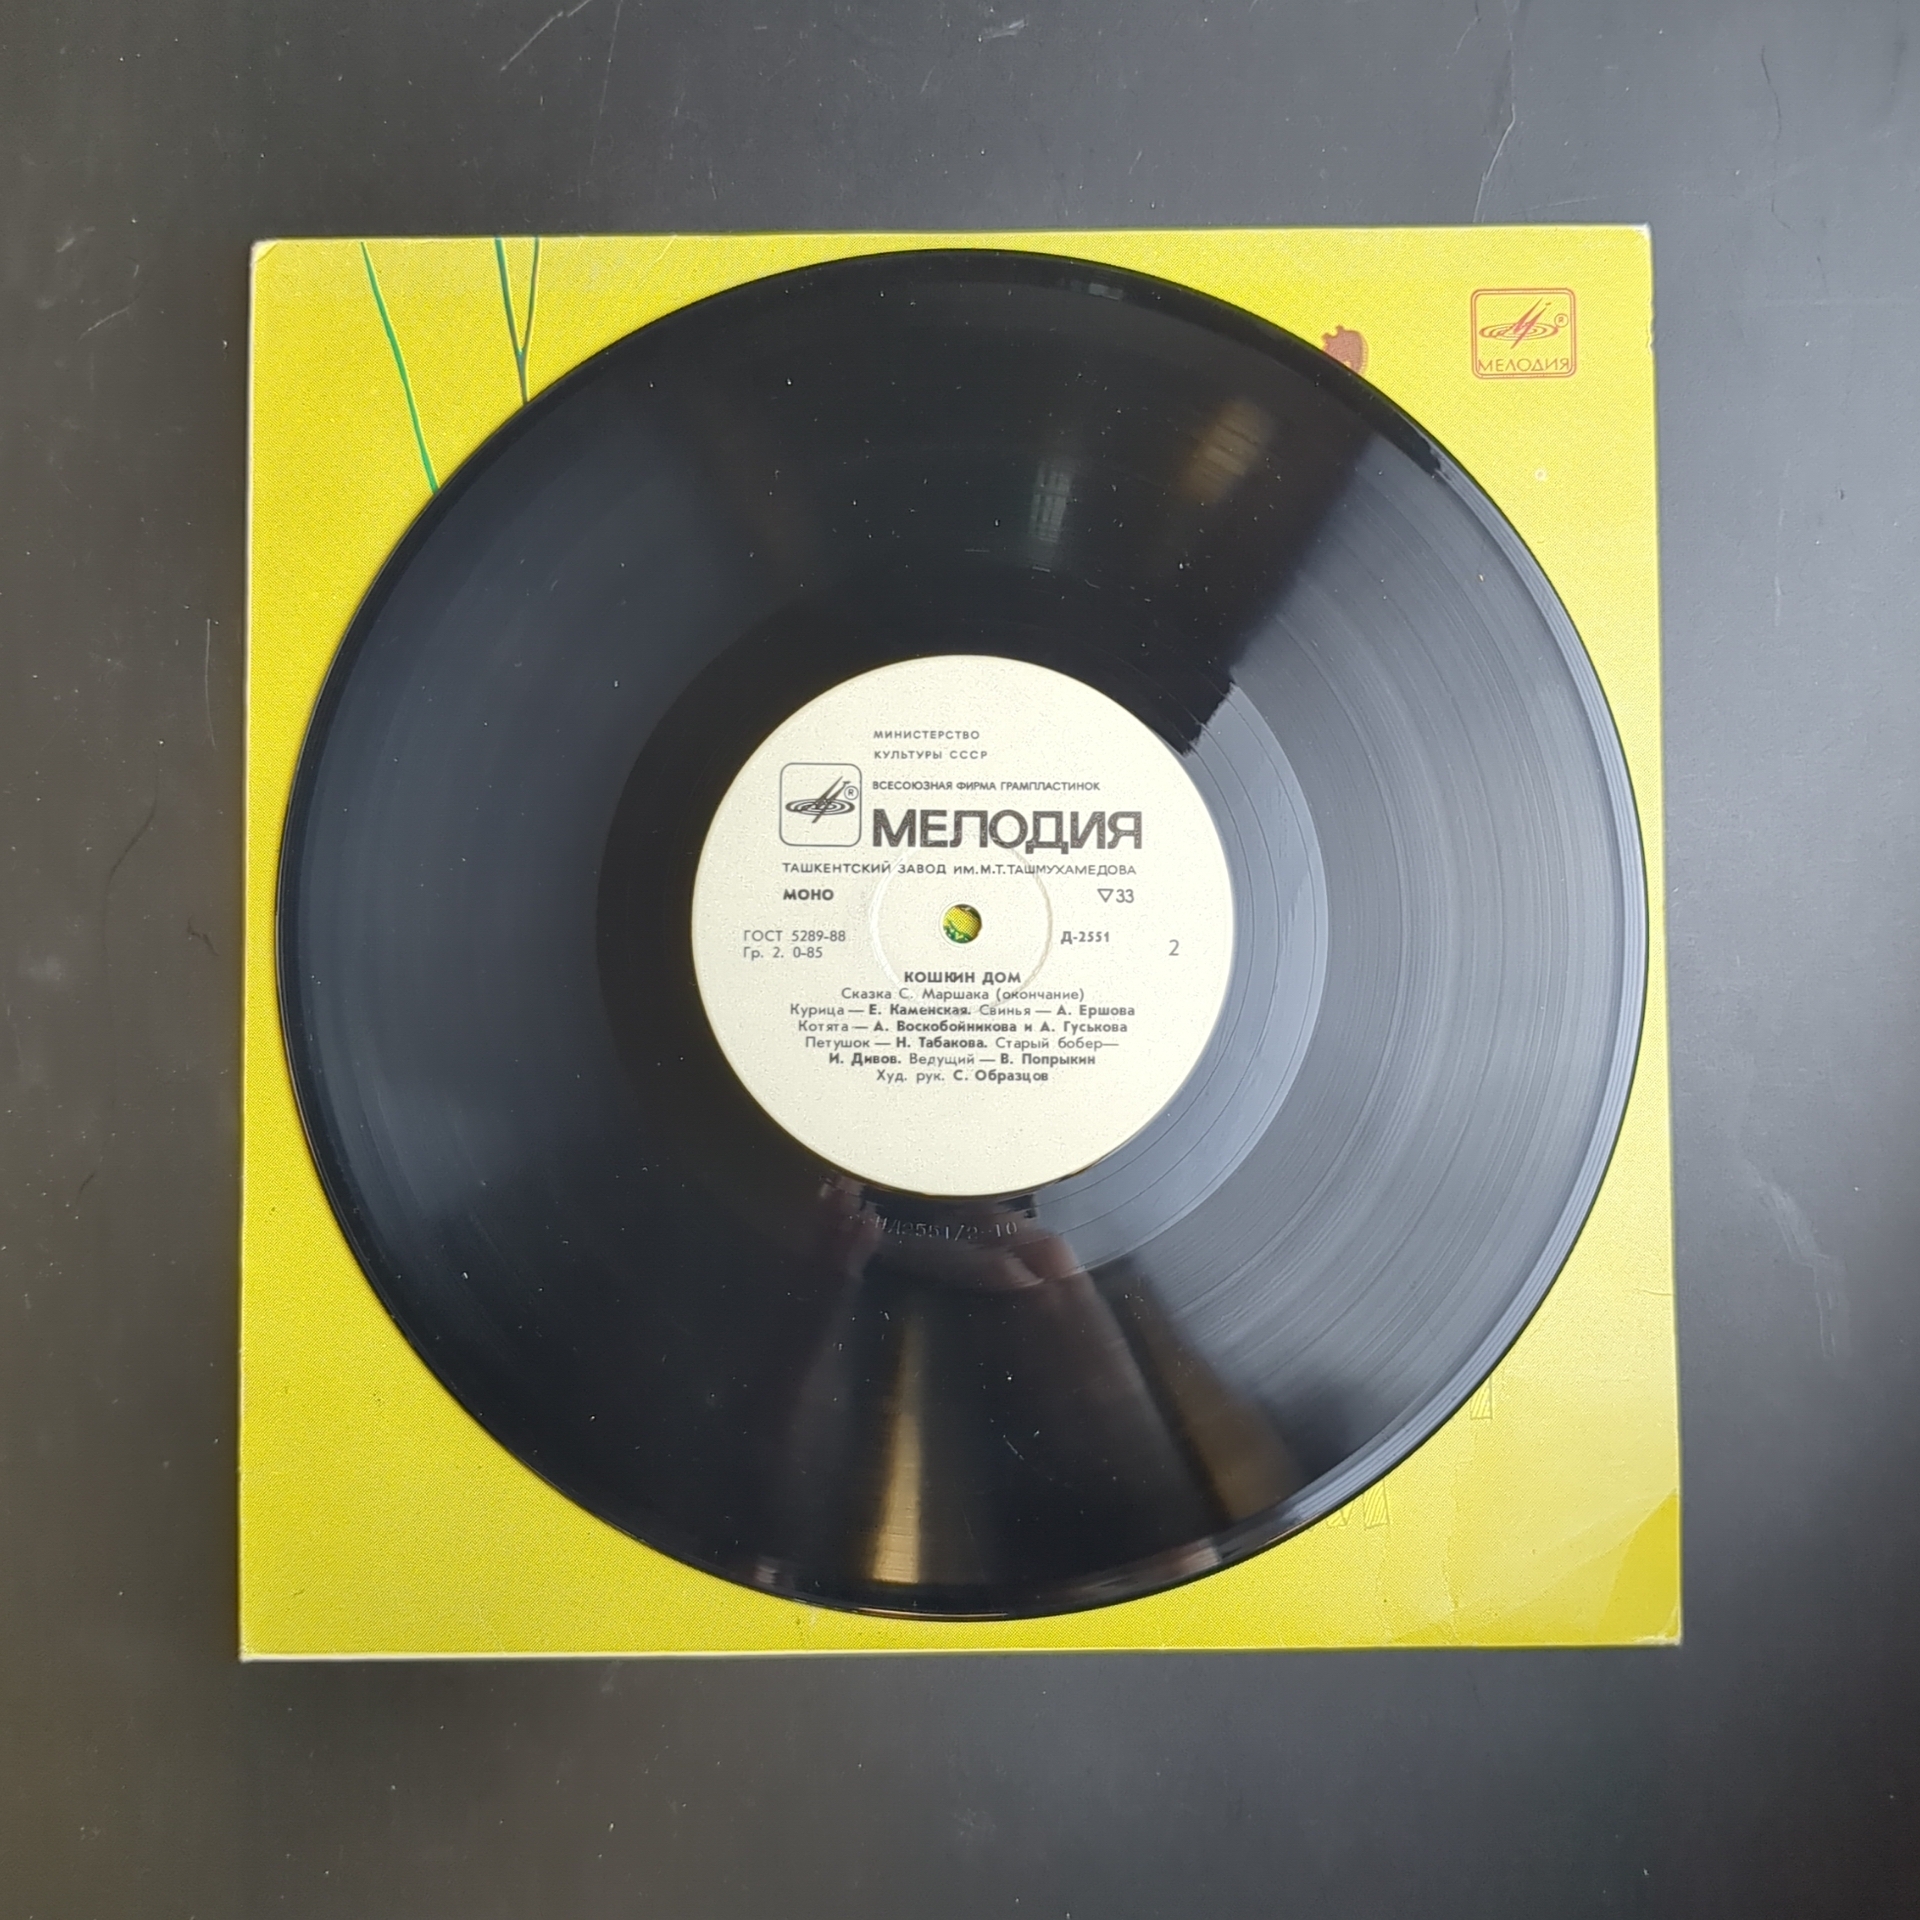 ® МЕЛОДИЯ
МИНИСТЕРСТВО
КУЛЬТУРЫ СССР
ВСЕСОЮЗНАЯ ФИРМА ГРАМПЛАСТИНОК
®
МЕЛОДИЯ
ТАШКЕНТСКИЙ ЗАВОД ИМ.М.Т.ТАШМУХАМЕДОВА
МОНО ▽33
ГОСТ 5289-88 Д-2551 2
Гр. 2. 0-85
КОШКИН ДОМ
Сказка С. Маршака (окончание)
Курица — Е. Каменская. Свинья — А. Ершова
Котята — А. Воскобойникова и А. Гуськова
Петушок — Н. Табакова. Старый бобер—
И. Дивов. Ведущий — В. Попрыкин
Худ. рук. С. Образцов